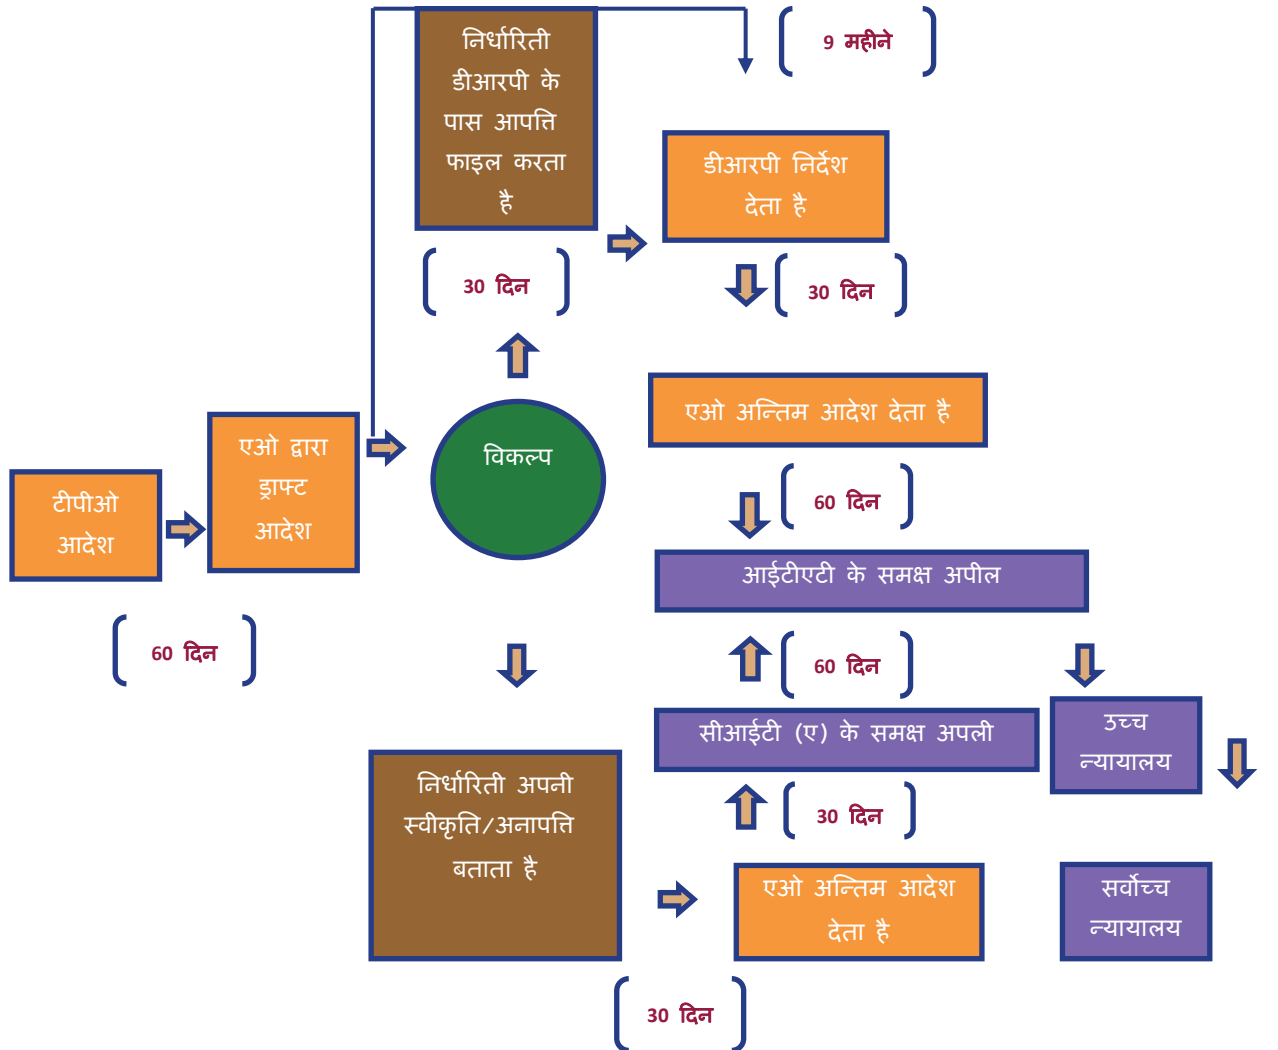 निर्धारिती
डीआरपी के
पास आपत्ति
फाइल करता
है
9 महीने
डीआरपी निर्देश
देता है
30 दिन
30 दिन
एओ अन्तिम आदेश देता है
एओ द्वारा
ड्राफ्ट
आदेश
विकल्प
टीपीओ
आदेश
60 दिन
आईटीएटी के समक्ष अपील
60 दिन
60 दिन
सीआईटी (ए) के समक्ष अपली
उच्च
न्यायालय
निर्धारिती अपनी
स्वीकृति/अनापत्ति
बताता है
30 दिन
एओ अन्तिम आदेश
देता है
सर्वोच्च
न्यायालय
30 दिन